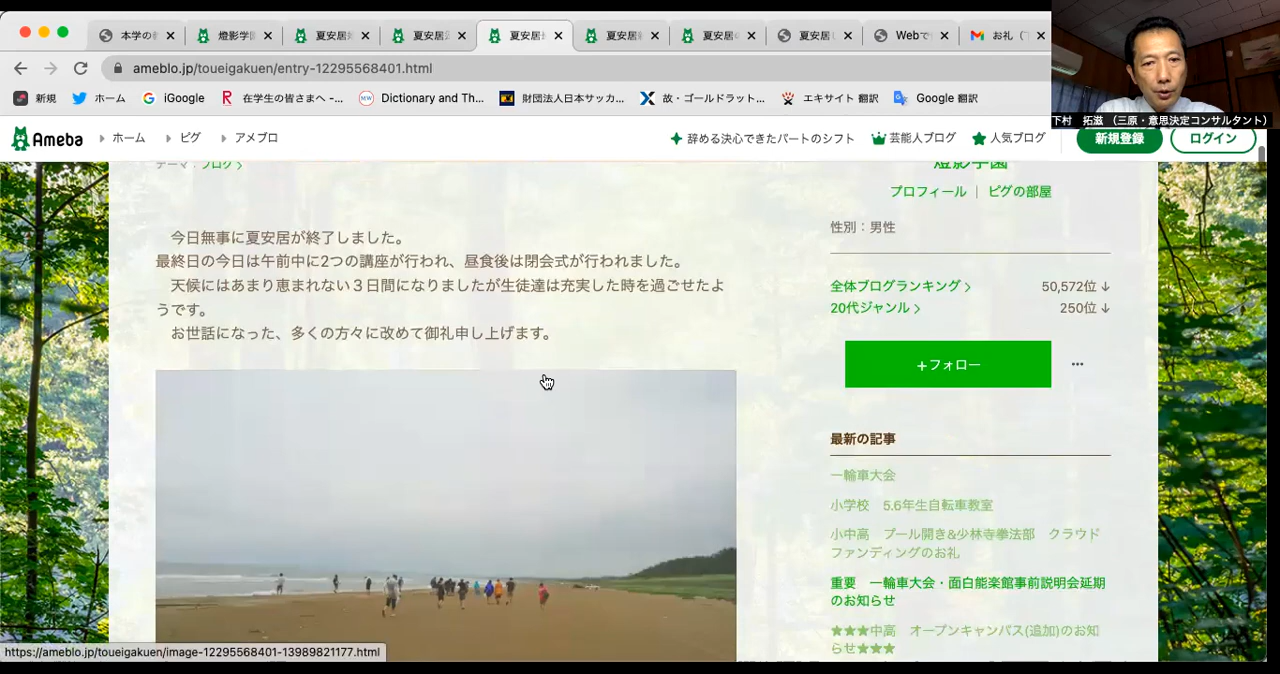 本学の
燈影学
夏安居
夏安居
夏安居
夏安居
夏安居
夏安居
Webで
お礼
ameblo.jp/toueigakuen/entry-12295568401.html
新規
ホーム
iGoogle
在学生の皆さまへ -...
Dictionary and Th...
財団法人日本サッカ...
故・ゴールドラット...
エキサイト 翻訳
Google 翻訳
下村 拓滋 (三原・意思決定コンサルタント)
Ameba
ホーム
ピグ
アメブロ
辞める決心できたパートのシフト
芸能人ブログ
人気ブログ
新規登録
ログイン
テーマ:ブログ
燈影学園
プロフィール | ピグの部屋
性別:男性
今日無事に夏安居が終了しました。
最終日の今日は午前中に2つの講座が行われ、昼食後は閉会式が行われました。
天候にはあまり恵まれない3日間になりましたが生徒達は充実した時を過ごせたよ
うです。
お世話になった、多くの方々に改めて御礼申し上げます。
全体ブログランキング 50,572位↓
20代ジャンル 250位↓
+フォロー
...
最新の記事
一輪車大会
小学校 5.6年生自転車教室
小中高 プール開き&少林寺拳法部 クラウド
ファンディングのお礼
重要 一輪車大会・面白能楽館事前説明会延期
のお知らせ
★★★中高 オープンキャンパス(追加)のお知
らせ★★★
https://ameblo.jp/toueigakuen/image-12295568401-13989821177.html